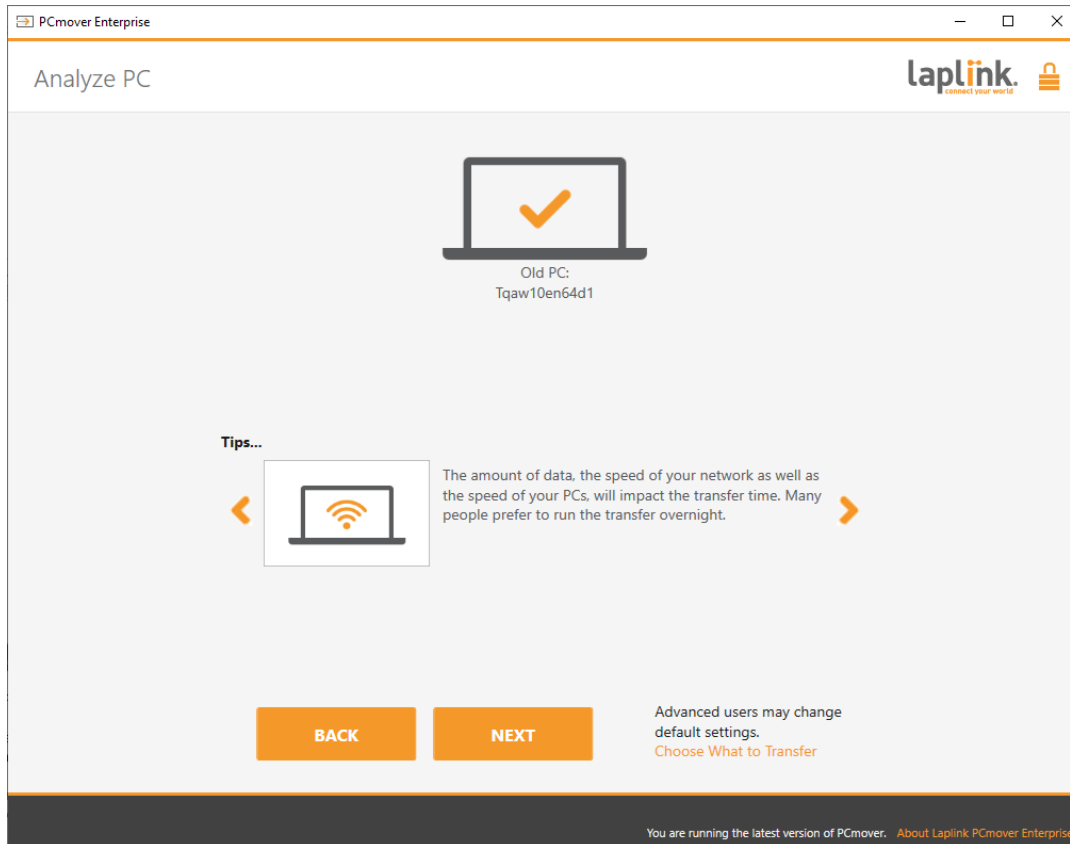 PCmover Enterprise
Analyze PC
laplink.
connect your world
Old PC:
Tqaw10en64d1
Tips...
The amount of data, the speed of your network as well as
the speed of your PCs, will impact the transfer time. Many
people prefer to run the transfer overnight.
BACK
NEXT
Advanced users may change
default settings.
Choose What to Transfer
You are running the latest version of PCmover. About Laplink PCmover Enterprise